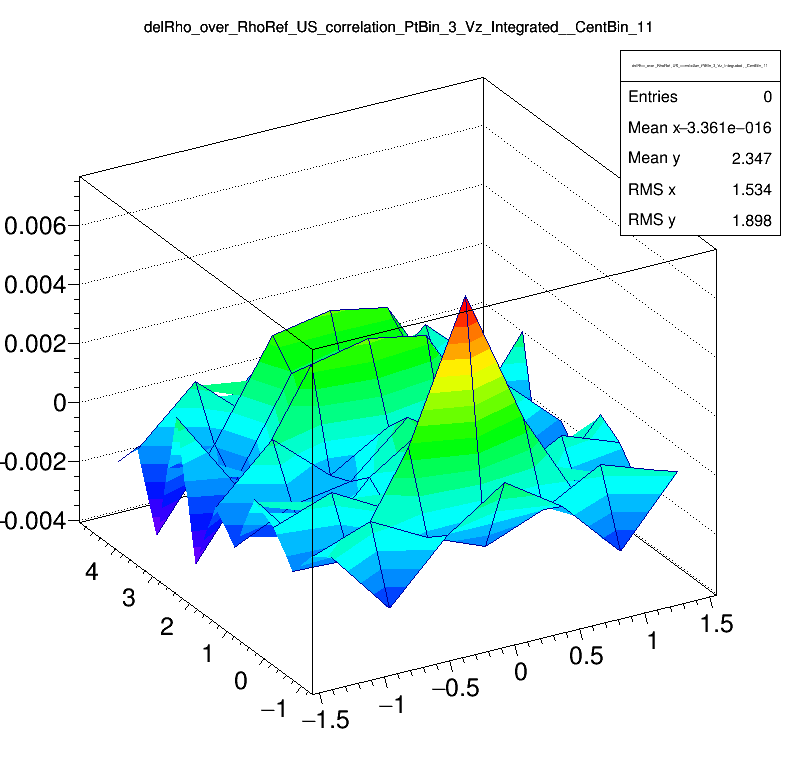 delRho_over_RhoRef_US_correlation_PtBin_3_Vz_Integrated__CentBin_11
delRho_over_RhoRef_US_correlation_PtBin_3_Vz_Integrated__CentBin_11
Entries 0
Mean x −3.361e−016
Mean y 2.347
RMS x 1.534
RMS y 1.898
0.006
0.004
0.002
0
−0.002
−0.004
4
3
2
1
0
−1
−1.5
−1
−0.5
0
0.5
1
1.5